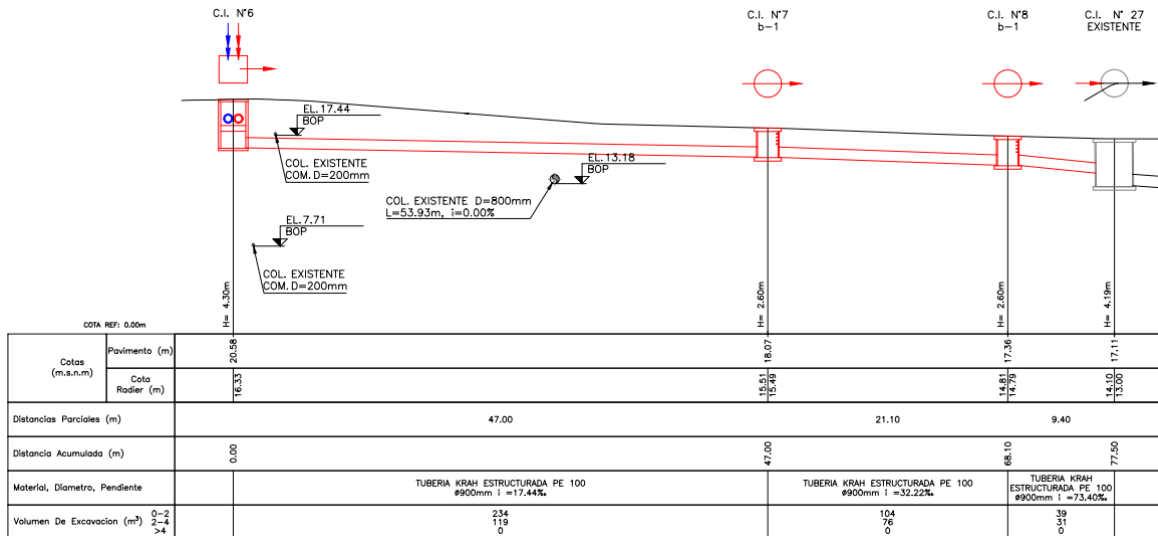 C.I. N°6
C.I. N°7
b-1
C.I. N°8
b-1
C.I. N° 27
EXISTENTE
EL.17.44
BOP
COL. EXISTENTE
COM. D=200mm
EL.13.18
BOP
COL. EXISTENTE D=800mm
L=53.93m, i=0.00%
EL.7.71
BOP
COL. EXISTENTE
COM. D=200mm
H= 4.30m
H= 2.60m
H= 2.60m
H= 4.19m
COTA REF: 0.00m
Cotas
(m.s.n.m)
Pavimento (m)
20.58
18.07
17.36
17.11
Cota
Radier (m)
16.33
15.51
15.49
14.81
14.79
14.10
13.00
Distancias Parciales (m)
47.00
21.10
9.40
Distancia Acumulada (m)
0.00
47.00
68.10
77.50
Material, Diametro, Pendiente
TUBERIA KRAH ESTRUCTURADA PE 100
ø900mm i =17.44‰
TUBERIA KRAH ESTRUCTURADA PE 100
ø900mm i =32.22‰
TUBERIA KRAH
ESTRUCTURADA PE 100
ø900mm i =73.40‰
Volumen De Excavacion (m³)
0-2
2-4
>4
234
119
0
104
76
0
39
31
0